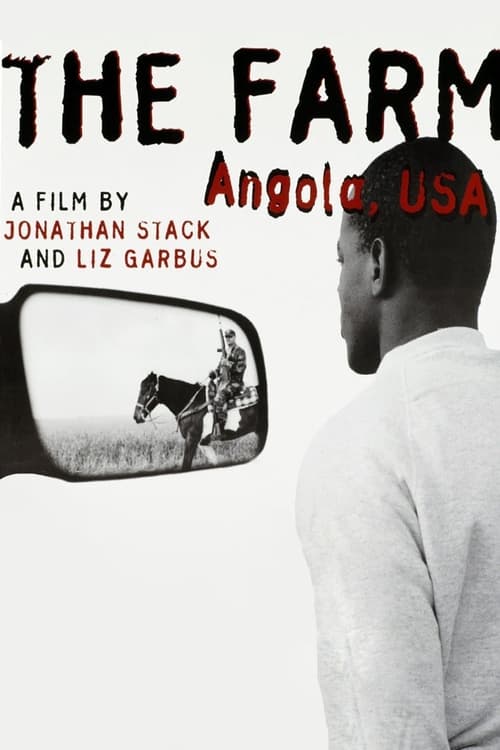 THE FARM
Angola, USA
A FILM BY
JONATHAN STACK
AND LIZ GARBUS